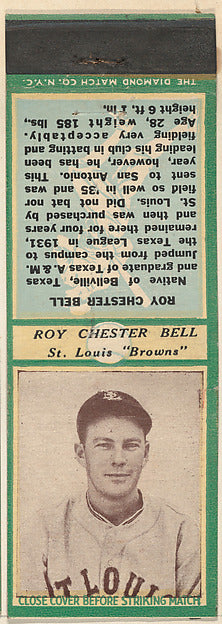 THE DIAMOND MATCH CO. N.Y.C.
ROY CHESTER BELL
Native of Bellville, Texas
and graduate of Texas A.&M.
Jumped from the campus to
the Texas League in 1931,
remained there for four years
and then was purchased by
St. Louis. Did not bat nor
field so well in '35 and was
sent to San Antonio. This
year, however, he has been
leading his club in batting and
fielding very acceptably.
Age, 28, weight 185 lbs.,
height 6 ft. 1 in.
ROY CHESTER BELL
St. Louis "Browns"
ST LOUI
CLOSE COVER BEFORE STRIKING MATCH